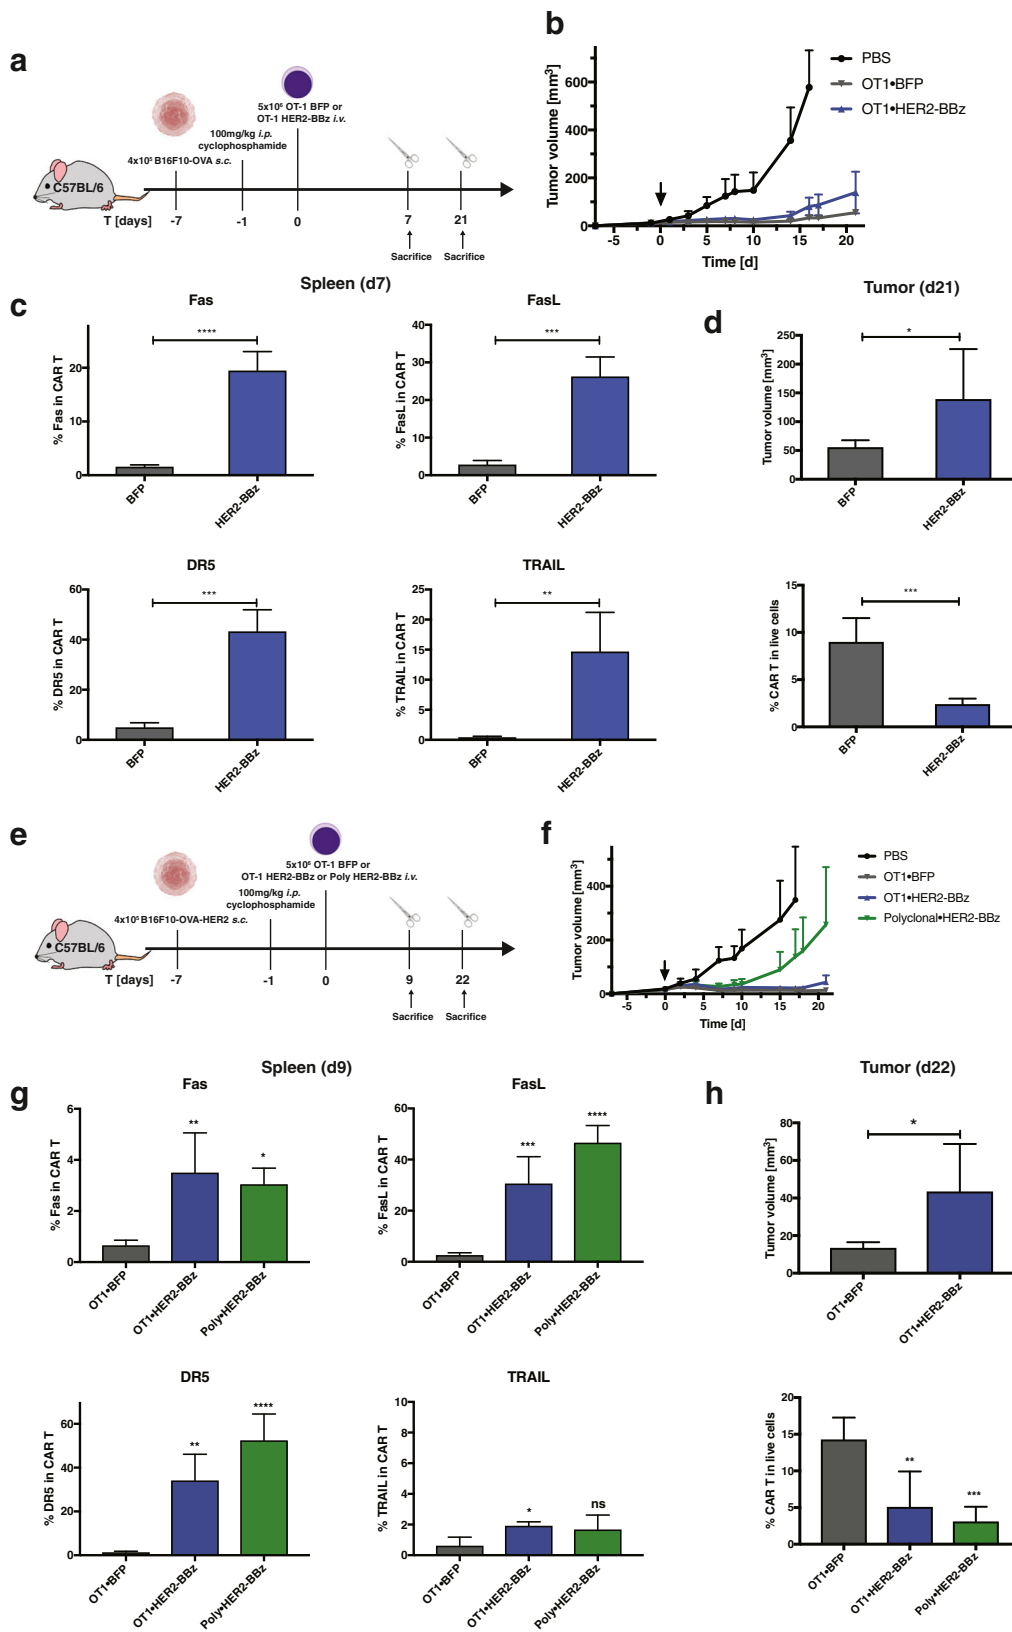 a
5x10⁶ OT-1 BFP or
OT-1 HER2-BBz i.v.
100mg/kg i.p.
cyclophosphamide
4x10⁵ B16F10-OVA s.c.
C57BL/6
T [days] -7 -1 0 7 21
Sacrifice Sacrifice
b
Tumor volume [mm³]
600
400
200
0
-5 0 5 10 15 20
Time [d]
PBS
OT1•BFP
OT1•HER2-BBz
Spleen (d7)
c
Fas
% Fas in CAR T
20
10
0
****
BFP
HER2-BBz
FasL
% FasL in CAR T
40
30
20
10
0
***
BFP
HER2-BBz
DR5
% DR5 in CAR T
60
40
20
0
***
BFP
HER2-BBz
TRAIL
% TRAIL in CAR T
25
20
15
10
5
0
**
BFP
HER2-BBz
Tumor (d21)
d
Tumor volume [mm³]
250
200
150
100
50
0
*
BFP
HER2-BBz
% CAR T in live cells
15
10
5
0
***
BFP
HER2-BBz
e
5x10⁶ OT-1 BFP or
OT-1 HER2-BBz or Poly HER2-BBz i.v.
100mg/kg i.p.
cyclophosphamide
4x10⁵ B16F10-OVA-HER2 s.c.
C57BL/6
T [days] -7 -1 0 9 22
Sacrifice Sacrifice
f
Tumor volume [mm³]
400
200
0
-5 0 5 10 15 20
Time [d]
PBS
OT1•BFP
OT1•HER2-BBz
Polyclonal•HER2-BBz
Spleen (d9)
g
Fas
% Fas in CAR T
6
4
2
0
**
*
OT1•BFP
OT1•HER2-BBz
Poly•HER2-BBz
FasL
% FasL in CAR T
60
40
20
0
***
****
OT1•BFP
OT1•HER2-BBz
Poly•HER2-BBz
DR5
% DR5 in CAR T
60
40
20
0
**
****
OT1•BFP
OT1•HER2-BBz
Poly•HER2-BBz
TRAIL
% TRAIL in CAR T
10
8
6
4
2
0
*
ns
OT1•BFP
OT1•HER2-BBz
Poly•HER2-BBz
Tumor (d22)
h
Tumor volume [mm³]
80
60
40
20
0
*
OT1•BFP
OT1•HER2-BBz
% CAR T in live cells
20
15
10
5
0
**
***
OT1•BFP
OT1•HER2-BBz
Poly•HER2-BBz